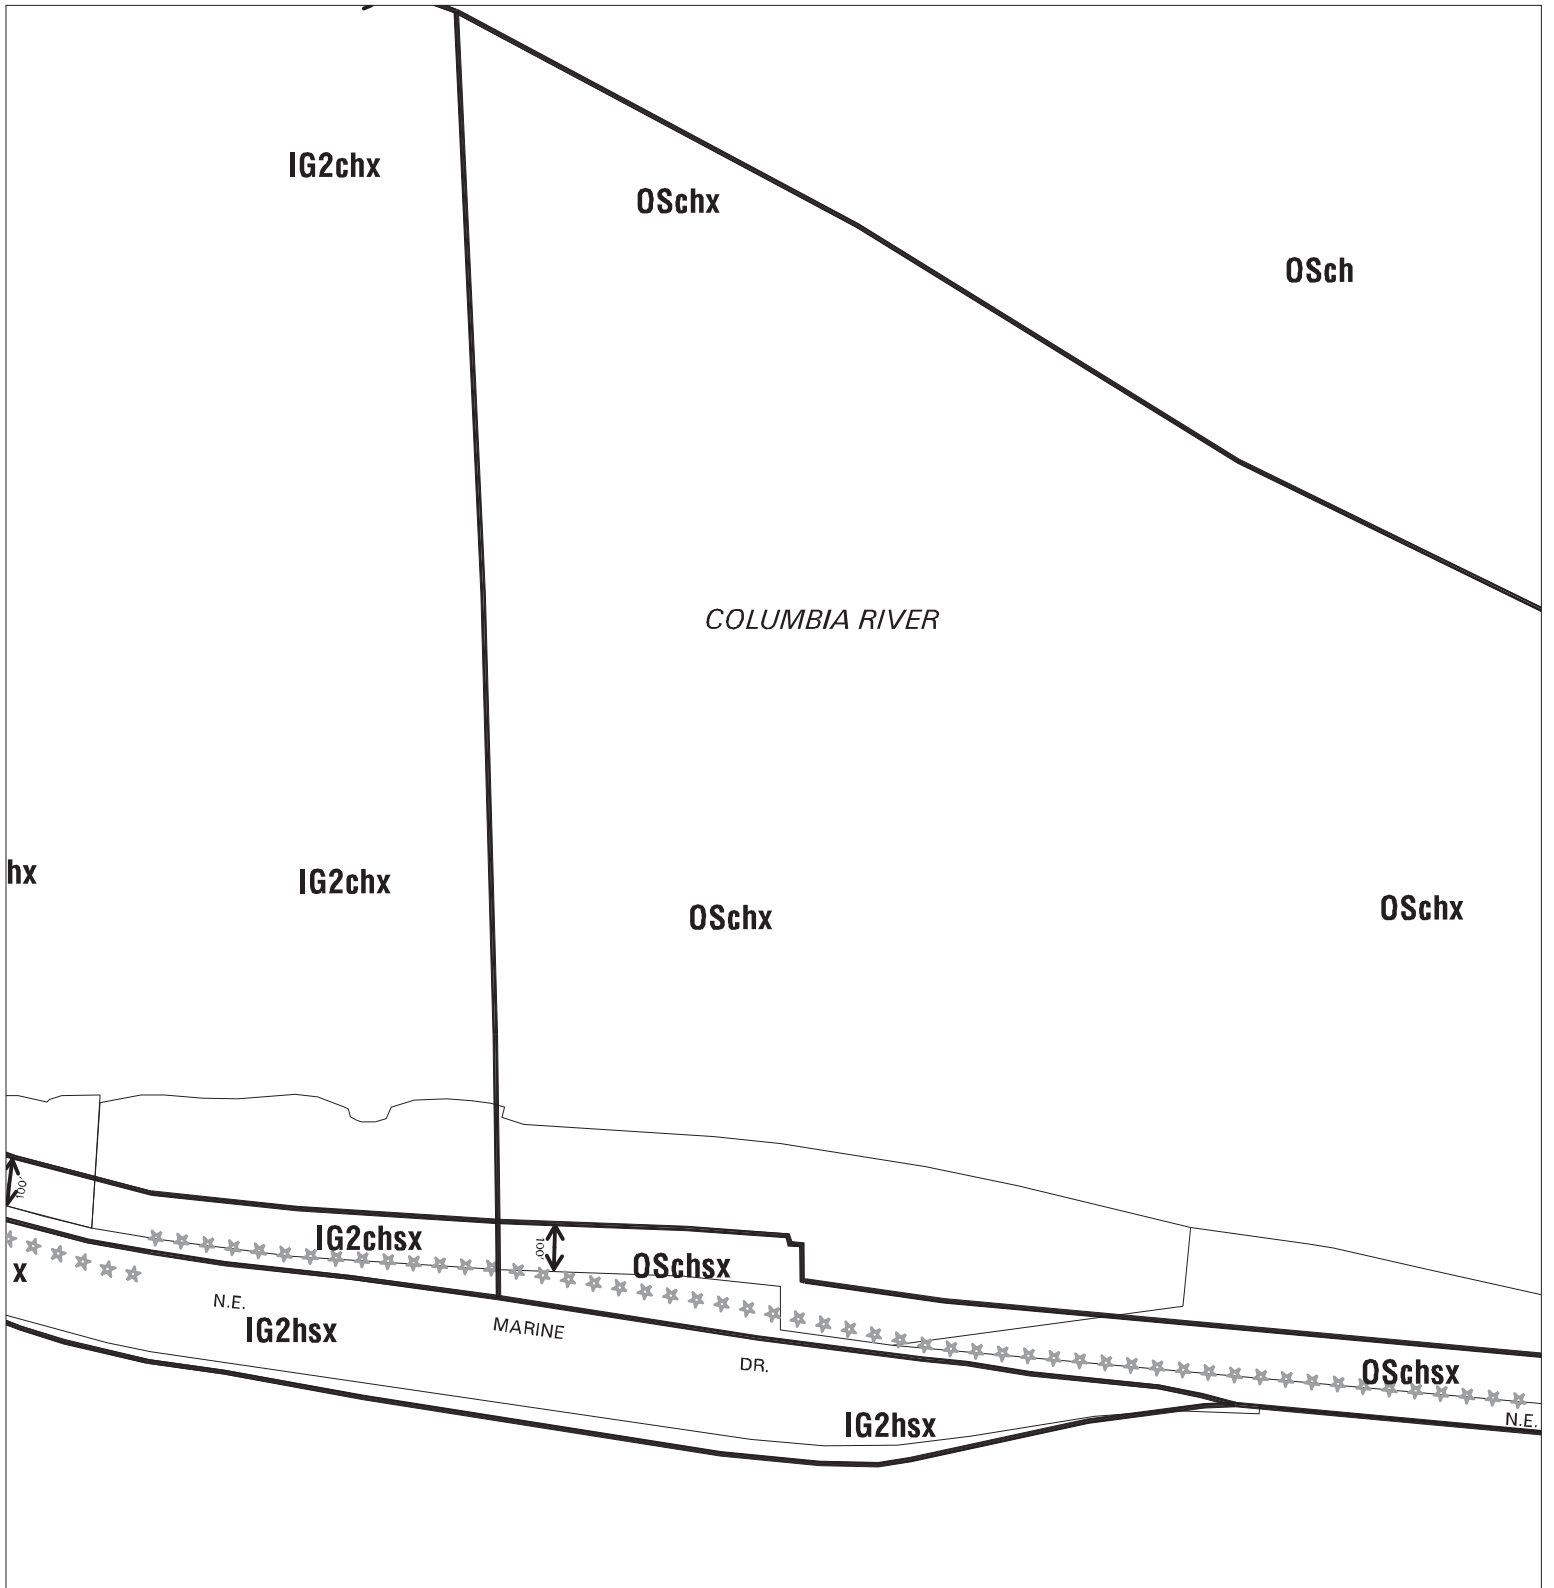 IG2chx
OSchx
OSch
COLUMBIA RIVER
hx
IG2chx
OSchx
OSchx
100'
IG2chsx
100'
OSchsx
x
N.E.
IG2hsx
MARINE
DR.
OSchsx
IG2hsx
N.E.